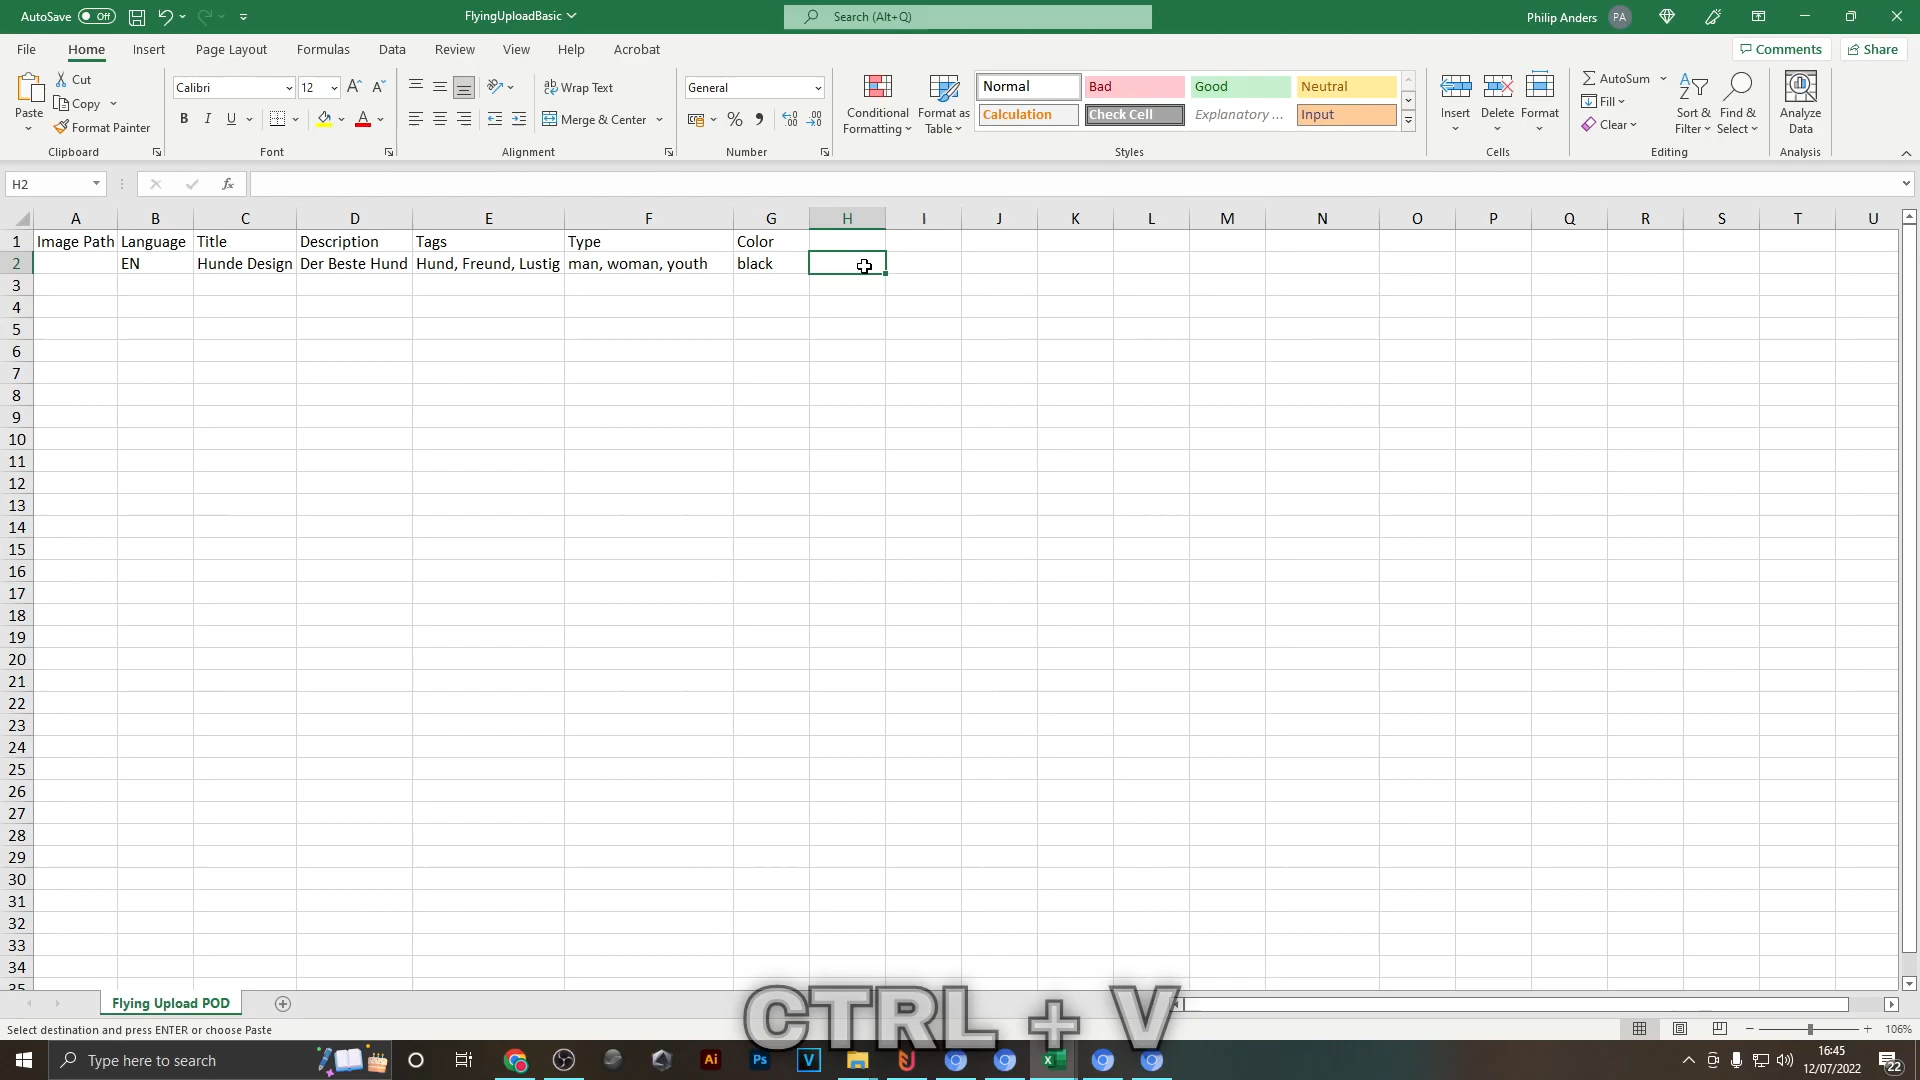 AutoSave Off FlyingUploadBasic Search (Alt+Q) Philip Anders PA
File Home Insert Page Layout Formulas Data Review View Help Acrobat Comments Share
Paste Cut Copy Format Painter Clipboard
Calibri 12 B I U A Font
Wrap Text Merge & Center Alignment
General % Number
Conditional Formatting Format as Table
Normal Bad Good Neutral
Calculation Check Cell Explanatory ... Input
Styles
Insert Delete Format Cells
AutoSum Fill Clear Sort & Filter Find & Select Editing
Analyze Data Analysis
H2 fx
A B C D E F G H I J K L M N O P Q R S T U
1 Image Path Language Title Description Tags Type Color
2 EN Hunde Design Der Beste Hund Hund, Freund, Lustig man, woman, youth black
3
4
5
6
7
8
9
10
11
12
13
14
15
16
17
18
19
20
21
22
23
24
25
26
27
28
29
30
31
32
33
34
35
Flying Upload POD
CTRL + V
Select destination and press ENTER or choose Paste 106%
Type here to search Ai Ps V 16:45
12/07/2022 22